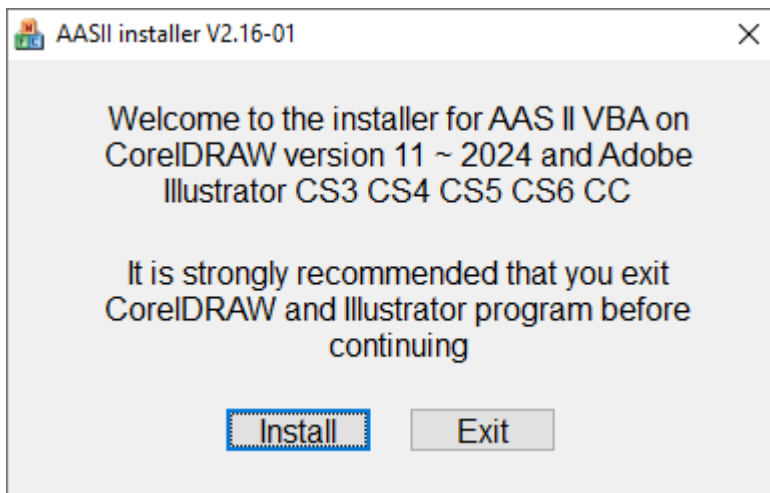 AASII installer V2.16-01
Welcome to the installer for AAS II VBA on
CorelDRAW version 11 ~ 2024 and Adobe
Illustrator CS3 CS4 CS5 CS6 CC
It is strongly recommended that you exit
CorelDRAW and Illustrator program before
continuing
Install Exit